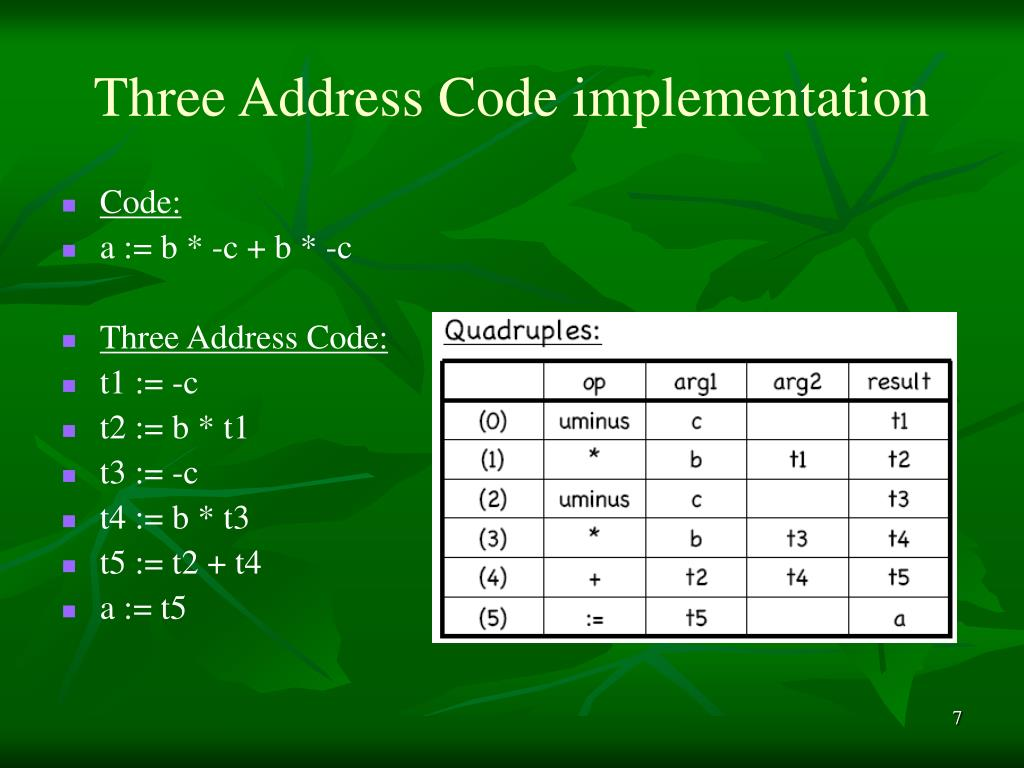 Three Address Code implementation
Code:
a := b * -c + b * -c
Three Address Code:
t1 := -c
t2 := b * t1
t3 := -c
t4 := b * t3
t5 := t2 + t4
a := t5
Quadruples:
op arg1 arg2 result
(0) uminus c t1
(1) * b t1 t2
(2) uminus c t3
(3) * b t3 t4
(4) + t2 t4 t5
(5) := t5 a
7